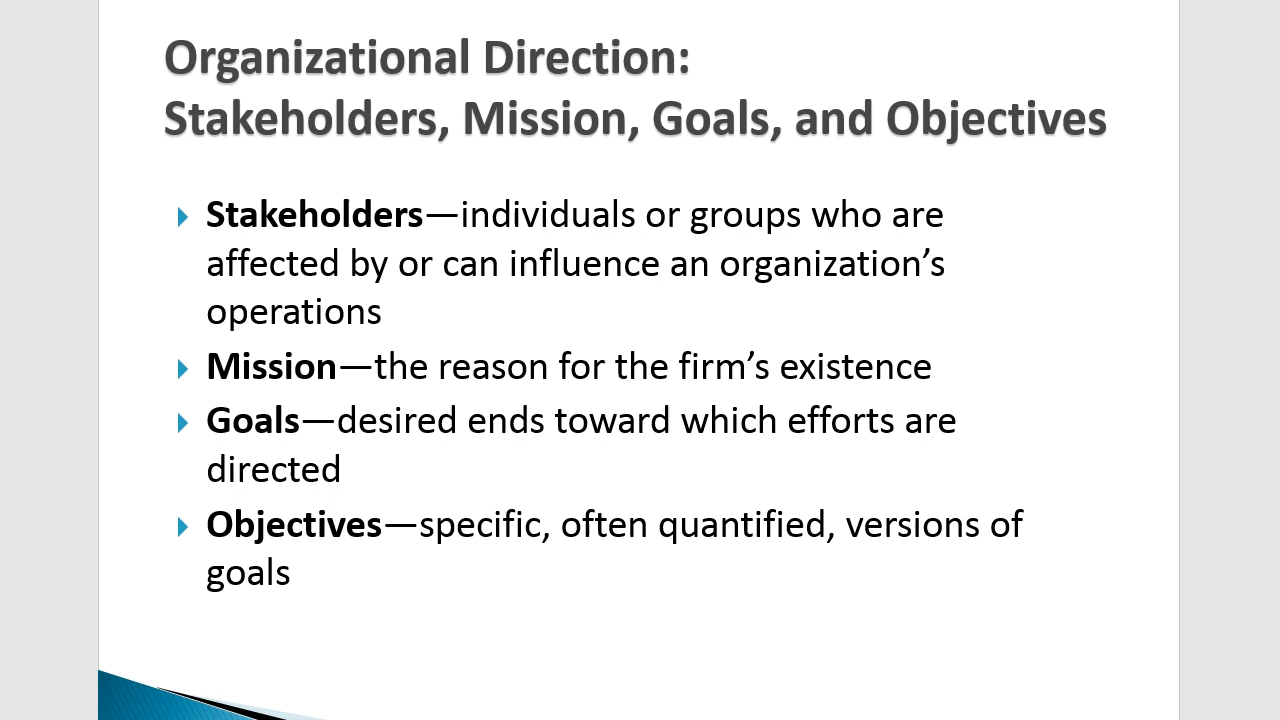 Organizational Direction:
Stakeholders, Mission, Goals, and Objectives
Stakeholders—individuals or groups who are
affected by or can influence an organization’s
operations
Mission—the reason for the firm’s existence
Goals—desired ends toward which efforts are
directed
Objectives—specific, often quantified, versions of
goals